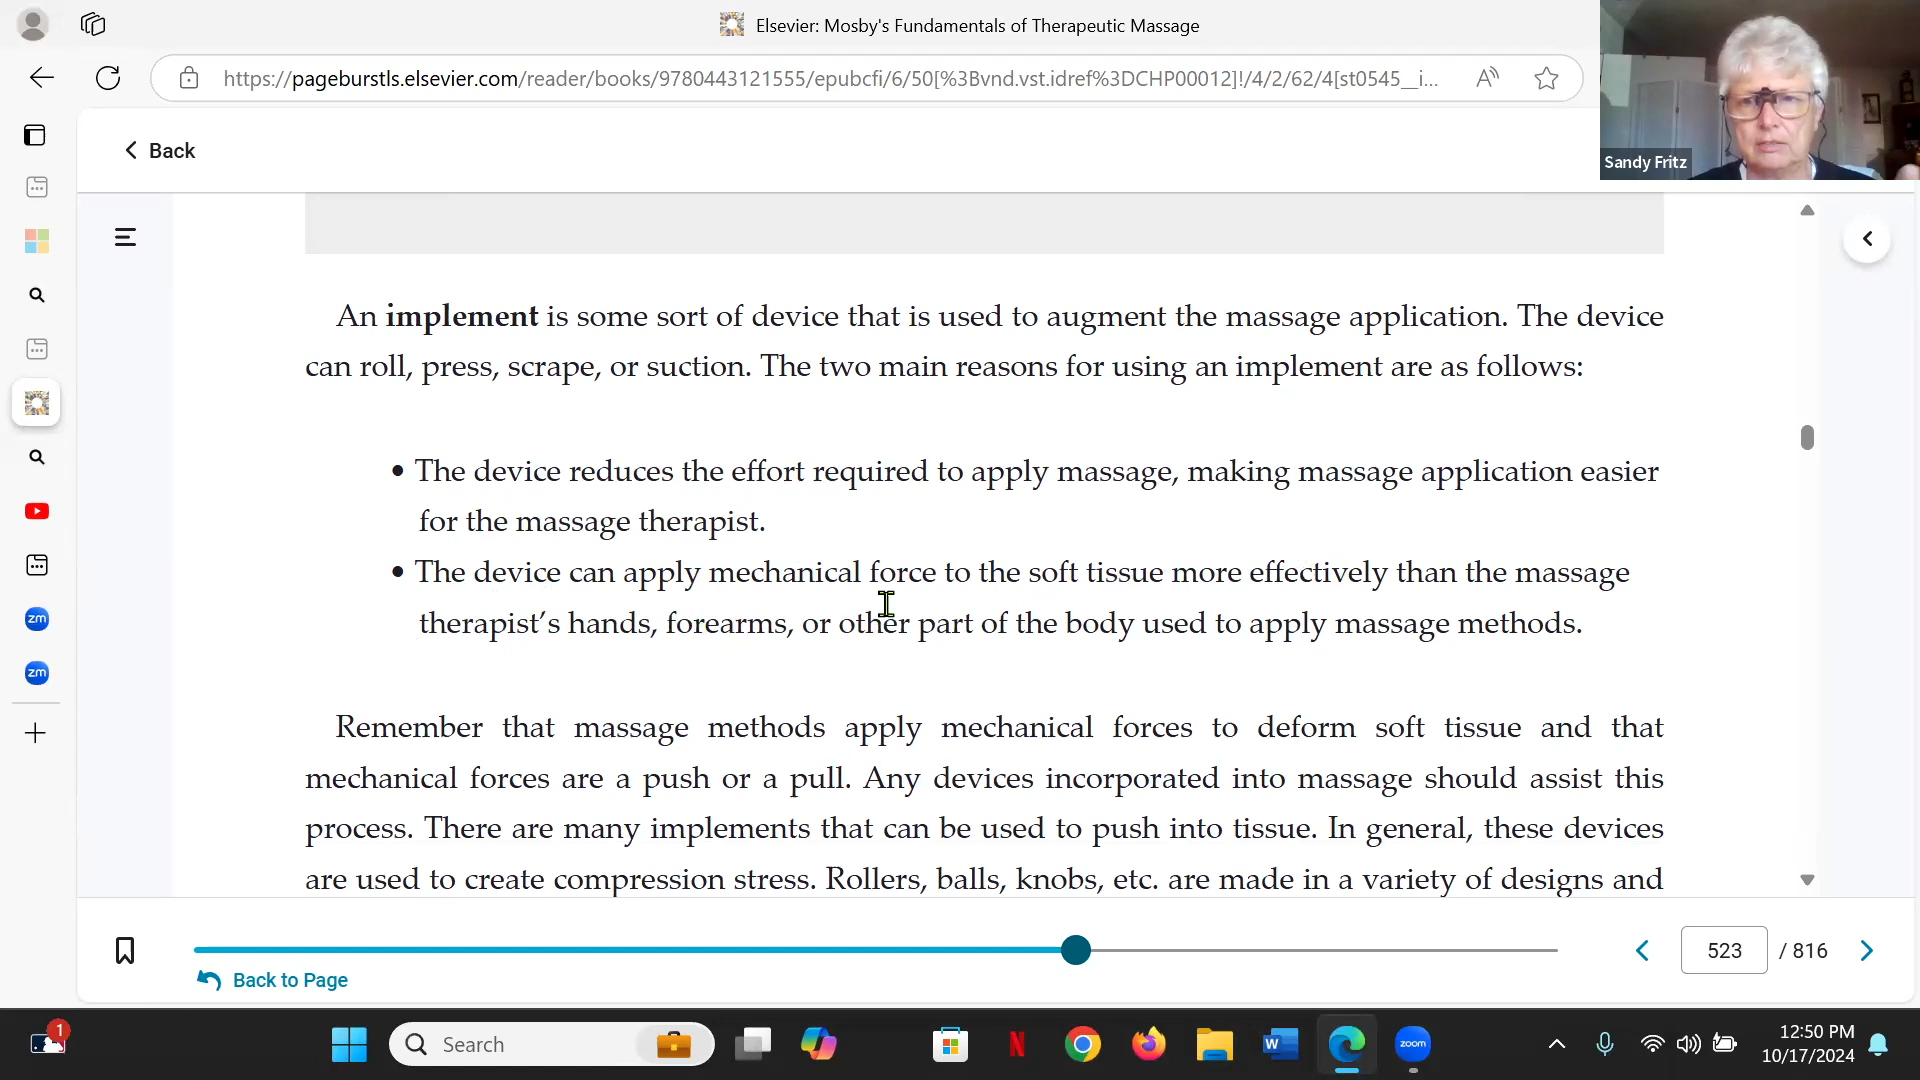 Elsevier: Mosby's Fundamentals of Therapeutic Massage
https://pageburstls.elsevier.com/reader/books/9780443121555/epubcfi/6/50[%3Bvnd.vst.idref%3DCHP00012]!/4/2/62/4[st0545__i...
Sandy Fritz
Back
An implement is some sort of device that is used to augment the massage application. The device
can roll, press, scrape, or suction. The two main reasons for using an implement are as follows:
• The device reduces the effort required to apply massage, making massage application easier
for the massage therapist.
• The device can apply mechanical force to the soft tissue more effectively than the massage
therapist's hands, forearms, or other part of the body used to apply massage methods.
Remember that massage methods apply mechanical forces to deform soft tissue and that
mechanical forces are a push or a pull. Any devices incorporated into massage should assist this
process. There are many implements that can be used to push into tissue. In general, these devices
are used to create compression stress. Rollers, balls, knobs, etc. are made in a variety of designs and
523 / 816
Back to Page
zm
zm
1
Search
N
W
zoom
12:50 PM
10/17/2024